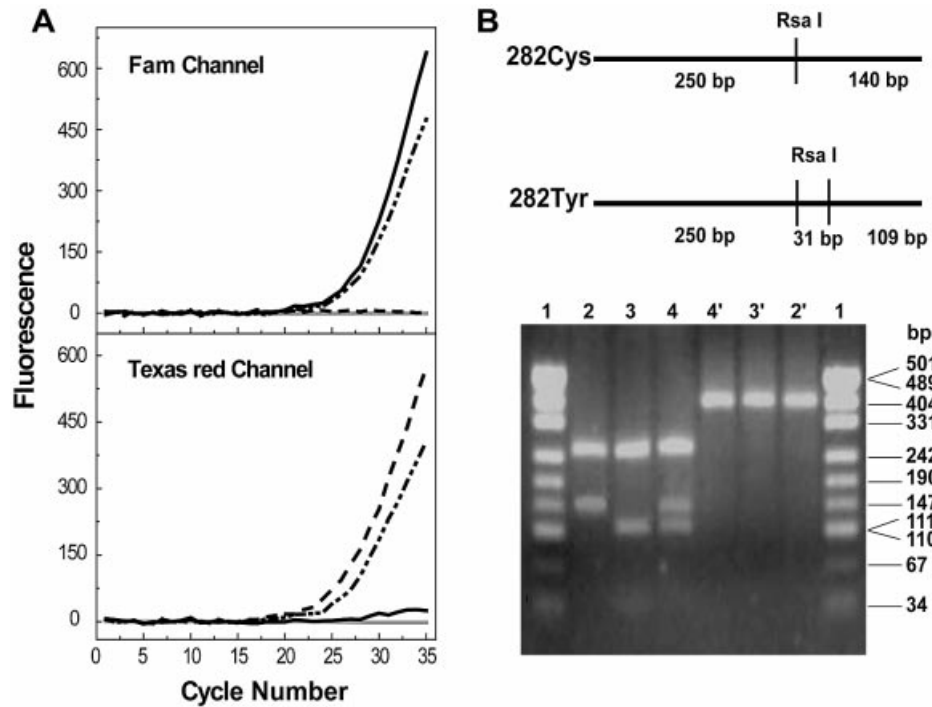 A
Fam Channel
600
450
300
150
0
Texas red Channel
600
450
300
150
0
0 5 10 15 20 25 30 35
Cycle Number
Fluorescence
B
Rsa I
282Cys
250 bp 140 bp
Rsa I
282Tyr
250 bp 31 bp 109 bp
1 2 3 4 4' 3' 2' 1
bp
501
489
404
331
242
190
147
111
110
67
34